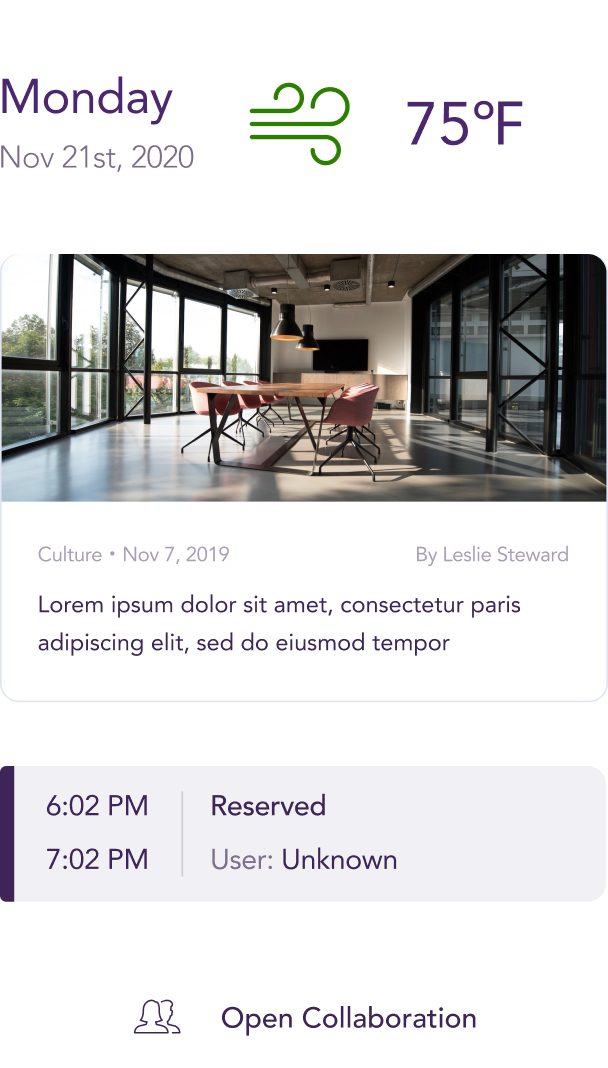 Monday
Nov 21st, 2020
75°F
Culture • Nov 7, 2019
By Leslie Steward
Lorem ipsum dolor sit amet, consectetur paris
adipiscing elit, sed do eiusmod tempor
6:02 PM
Reserved
7:02 PM
User: Unknown
Open Collaboration